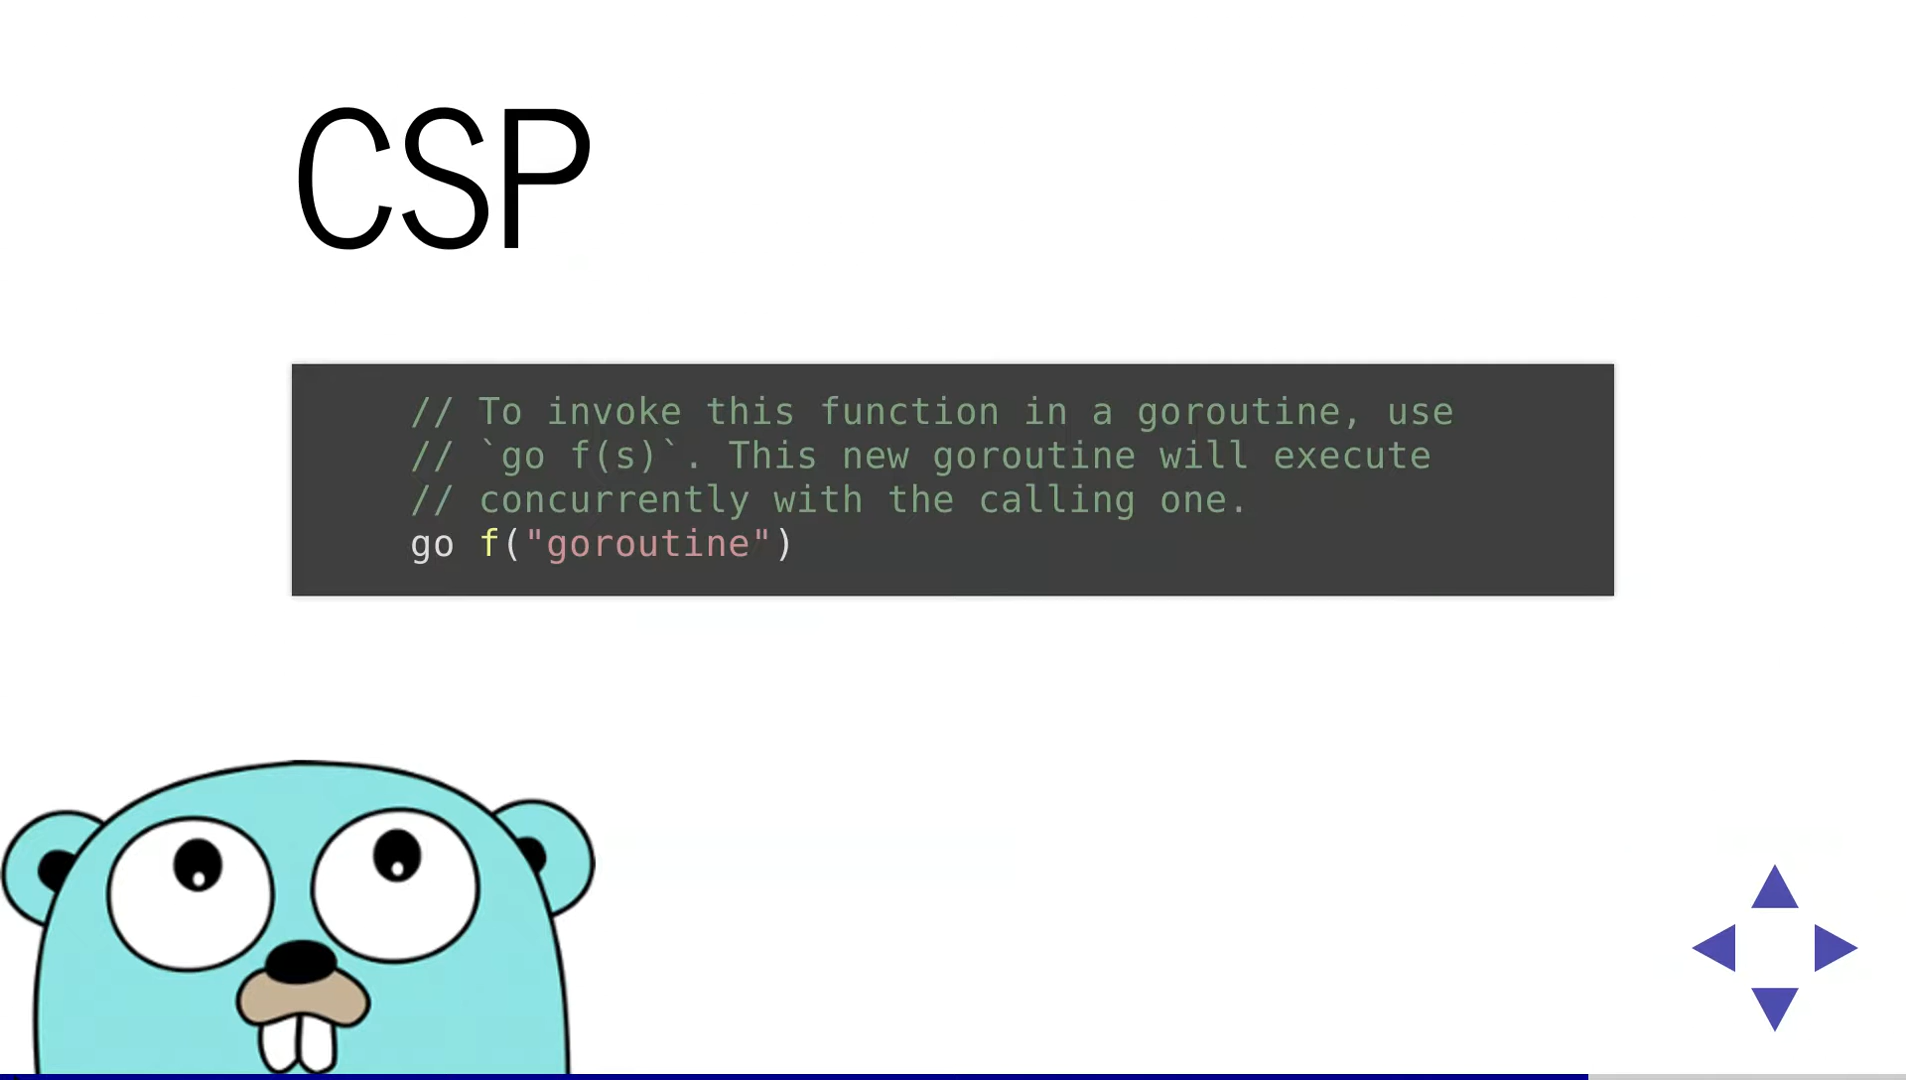 CSP
// To invoke this function in a goroutine, use
// `go f(s)`. This new goroutine will execute
// concurrently with the calling one.
go f("goroutine")